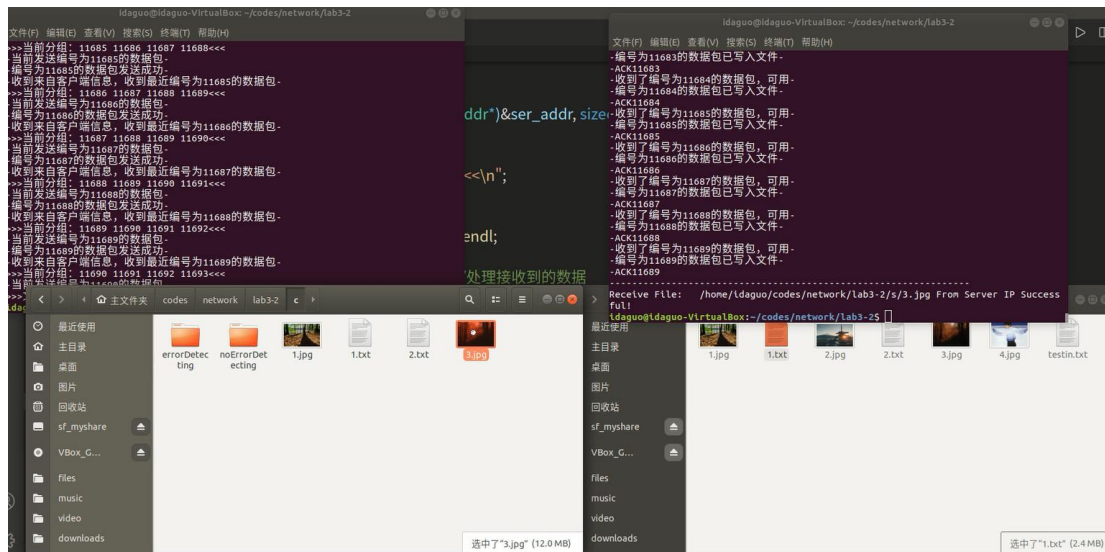 idaguo@idaguo-VirtualBox: ~/codes/network/lab3-2
文件(F) 编辑(E) 查看(V) 搜索(S) 终端(T) 帮助(H)
>>>当前分组：11685 11686 11687 11688<<<
-当前发送编号为11685的数据包-
-编号为11685的数据包发送成功-
-收到来自客户端信息，收到最近编号为11685的数据包-
>>>当前分组：11686 11687 11688 11689<<<
-当前发送编号为11686的数据包-
-编号为11686的数据包发送成功-
-收到来自客户端信息，收到最近编号为11686的数据包-
>>>当前分组：11687 11688 11689 11690<<<
-当前发送编号为11687的数据包-
-编号为11687的数据包发送成功-
-收到来自客户端信息，收到最近编号为11687的数据包-
>>>当前分组：11688 11689 11690 11691<<<
-当前发送编号为11688的数据包-
-编号为11688的数据包发送成功-
-收到来自客户端信息，收到最近编号为11688的数据包-
>>>当前分组：11689 11690 11691 11692<<<
-当前发送编号为11689的数据包-
-编号为11689的数据包发送成功-
-收到来自客户端信息，收到最近编号为11689的数据包-
>>>当前分组：11690 11691 11692 11693<<<
-当前发送编号为11690的数据包-
ddr*)&ser_addr, size
<<\n";
endl;
处理接收到的数据
idaguo@idaguo-VirtualBox: ~/codes/network/lab3-2
文件(F) 编辑(E) 查看(V) 搜索(S) 终端(T) 帮助(H)
-编号为11683的数据包已写入文件-
-ACK11683
-收到了编号为11684的数据包，可用-
-编号为11684的数据包已写入文件-
-ACK11684
-收到了编号为11685的数据包，可用-
-编号为11685的数据包已写入文件-
-ACK11685
-收到了编号为11686的数据包，可用-
-编号为11686的数据包已写入文件-
-ACK11686
-收到了编号为11687的数据包，可用-
-编号为11687的数据包已写入文件-
-ACK11687
-收到了编号为11688的数据包，可用-
-编号为11688的数据包已写入文件-
-ACK11688
-收到了编号为11689的数据包，可用-
-编号为11689的数据包已写入文件-
-ACK11689
Receive File: /home/idaguo/codes/network/lab3-2/s/3.jpg From Server IP Success
ful!
idaguo@idaguo-VirtualBox:~/codes/network/lab3-2$
主文件夹 codes network lab3-2 c
最近使用
主目录
桌面
图片
回收站
sf_myshare
VBox_G...
files
music
video
downloads
errorDetec
ting
noErrorDet
ecting
1.jpg
1.txt
2.txt
3.jpg
选中了"3.jpg" (12.0 MB)
最近使用
主目录
桌面
图片
回收站
sf_myshare
VBox_G...
files
music
video
downloads
1.jpg
1.txt
2.jpg
2.txt
3.jpg
4.jpg
testin.txt
选中了"1.txt" (2.4 MB)